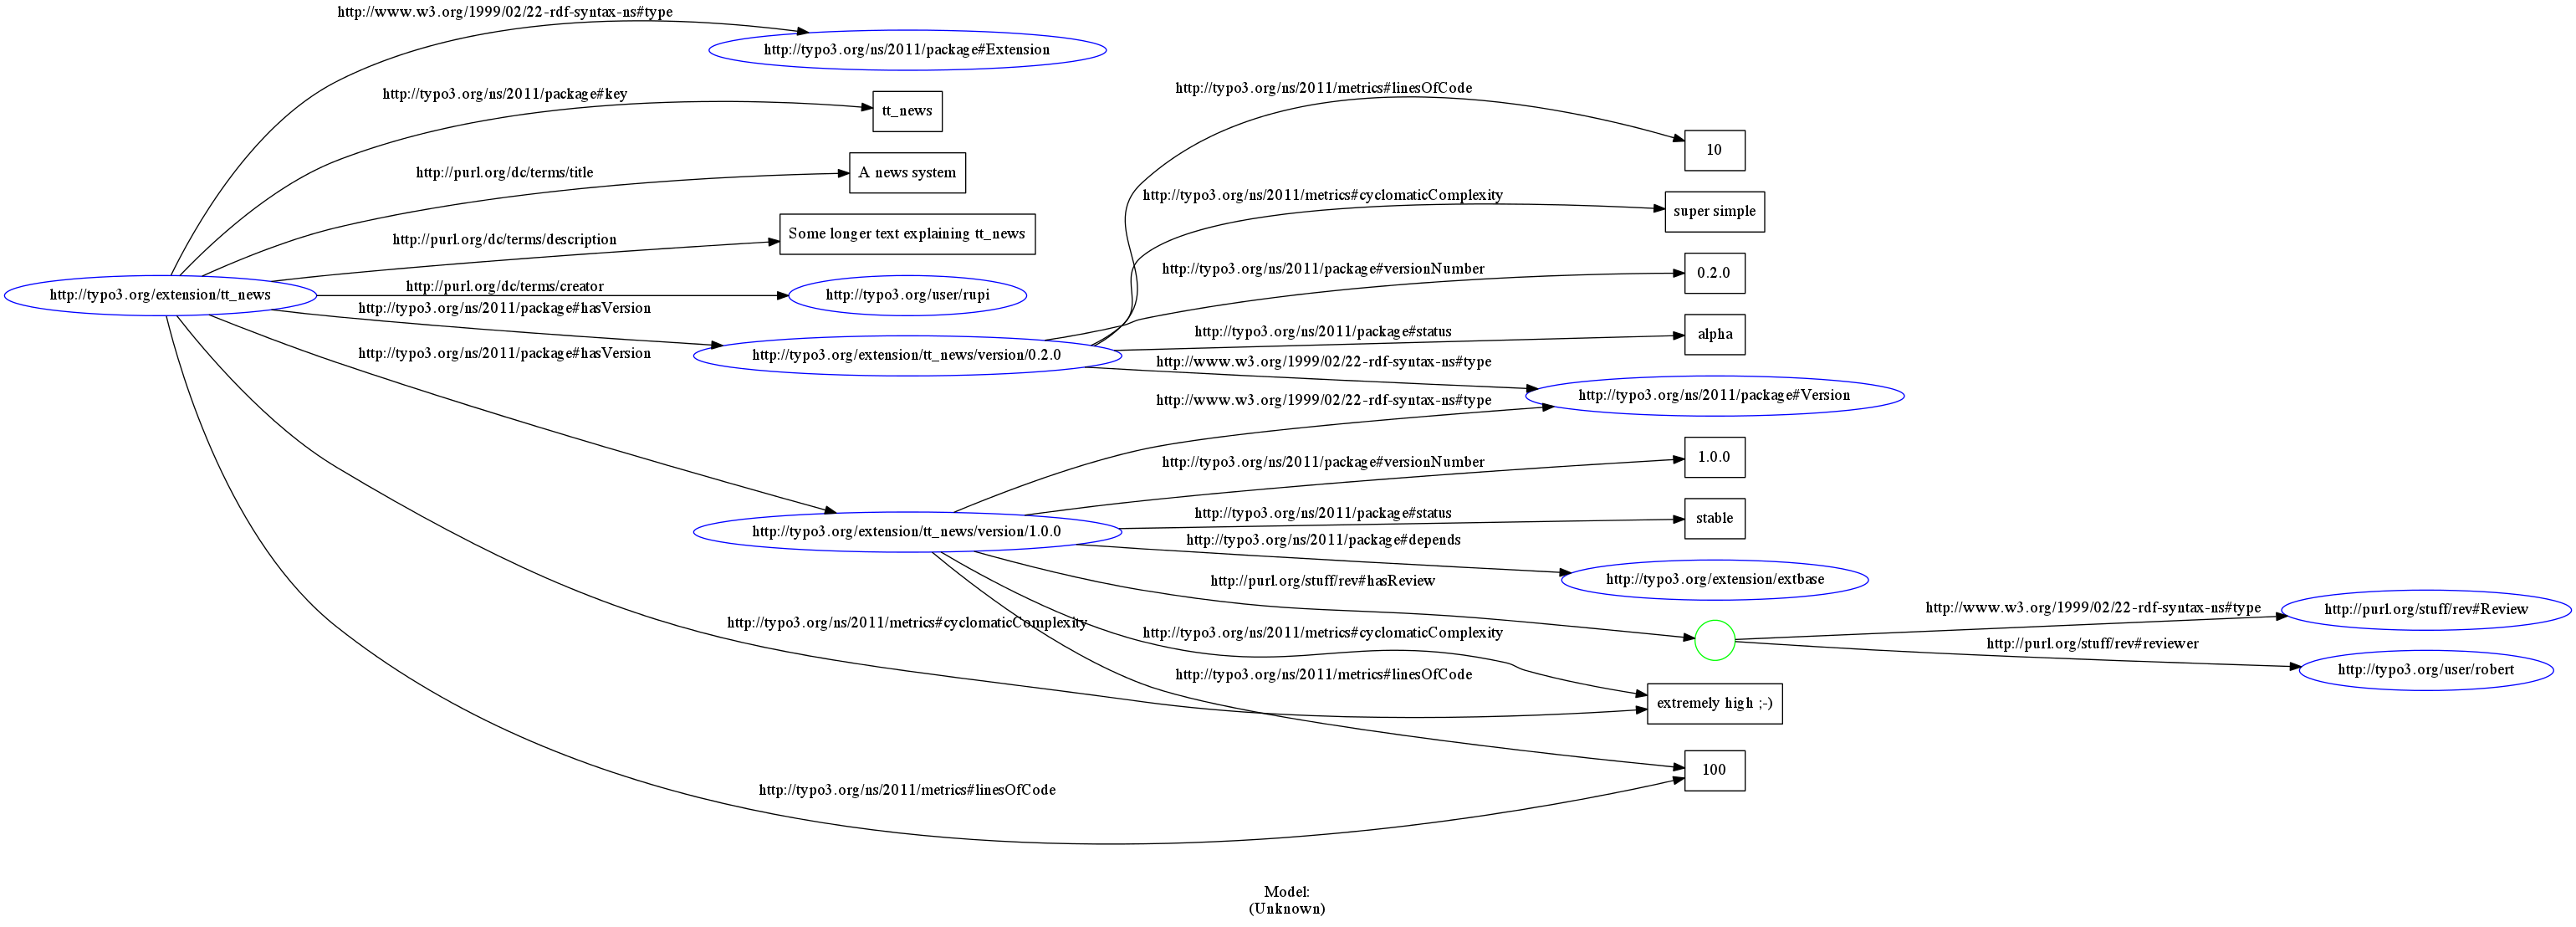 http://www.w3.org/1999/02/22-rdf-syntax-ns#type
http://typo3.org/ns/2011/package#Extension
http://typo3.org/ns/2011/package#key
tt_news
http://purl.org/dc/terms/title
A news system
http://purl.org/dc/terms/description
Some longer text explaining tt_news
http://typo3.org/extension/tt_news
http://purl.org/dc/terms/creator
http://typo3.org/user/rupi
http://typo3.org/ns/2011/package#hasVersion
http://typo3.org/extension/tt_news/version/0.2.0
http://typo3.org/ns/2011/package#hasVersion
http://typo3.org/extension/tt_news/version/1.0.0
http://typo3.org/ns/2011/metrics#cyclomaticComplexity
http://typo3.org/ns/2011/metrics#linesOfCode
http://typo3.org/ns/2011/metrics#linesOfCode
10
http://typo3.org/ns/2011/metrics#cyclomaticComplexity
super simple
http://typo3.org/ns/2011/package#versionNumber
0.2.0
http://typo3.org/ns/2011/package#status
alpha
http://www.w3.org/1999/02/22-rdf-syntax-ns#type
http://typo3.org/ns/2011/package#Version
http://www.w3.org/1999/02/22-rdf-syntax-ns#type
http://typo3.org/ns/2011/package#versionNumber
1.0.0
http://typo3.org/ns/2011/package#status
stable
http://typo3.org/ns/2011/package#depends
http://typo3.org/extension/extbase
http://purl.org/stuff/rev#hasReview
http://typo3.org/ns/2011/metrics#cyclomaticComplexity
extremely high ;-)
http://typo3.org/ns/2011/metrics#linesOfCode
100
http://www.w3.org/1999/02/22-rdf-syntax-ns#type
http://purl.org/stuff/rev#Review
http://purl.org/stuff/rev#reviewer
http://typo3.org/user/robert
Model:
(Unknown)